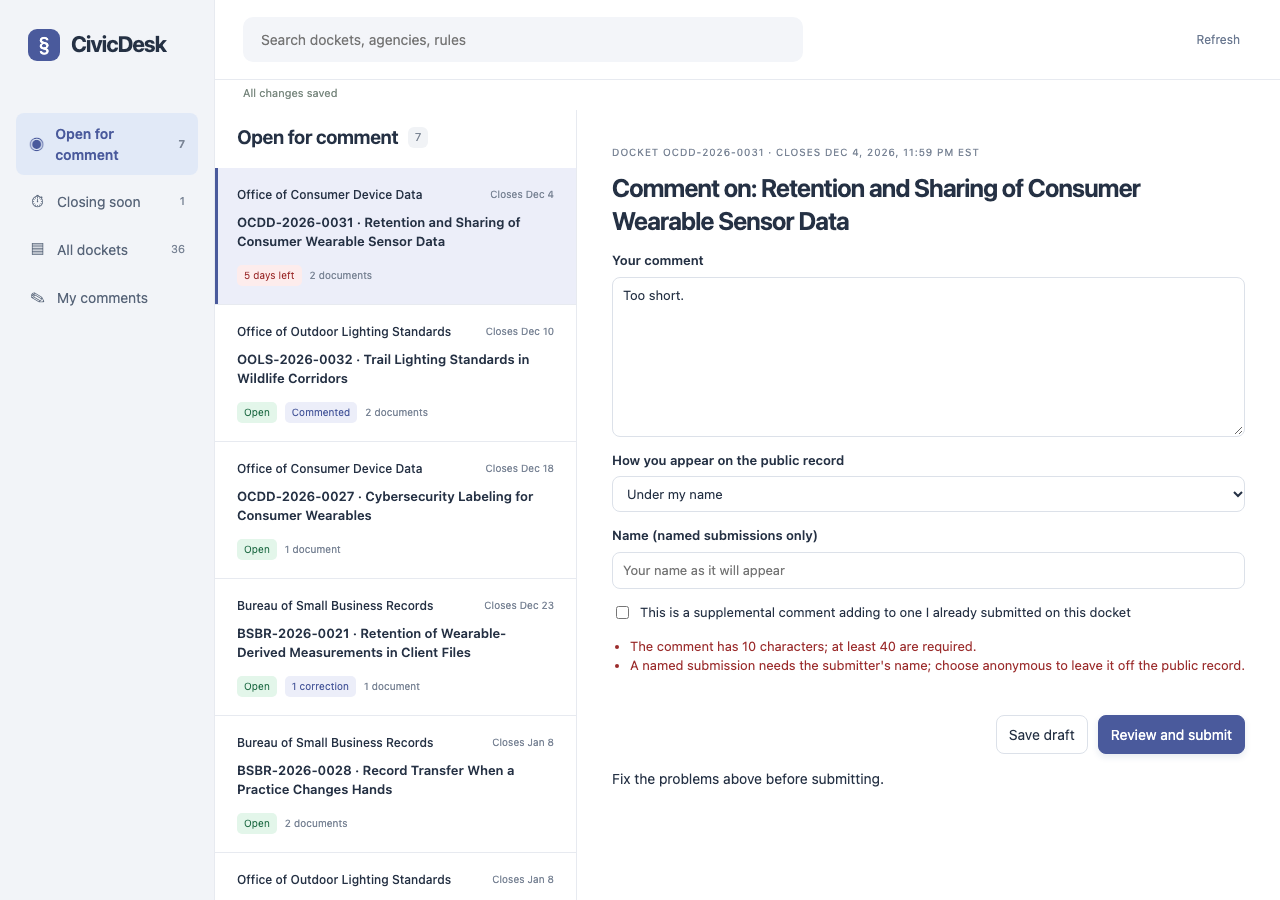 § CivicDesk
Search dockets, agencies, rules
Refresh
All changes saved
Open for
comment
7
Closing soon 1
All dockets 36
My comments
Open for comment 7
Office of Consumer Device Data Closes Dec 4
OCDD-2026-0031 · Retention and Sharing of
Consumer Wearable Sensor Data
5 days left 2 documents
Office of Outdoor Lighting Standards Closes Dec 10
OOLS-2026-0032 · Trail Lighting Standards in
Wildlife Corridors
Open Commented 2 documents
Office of Consumer Device Data Closes Dec 18
OCDD-2026-0027 · Cybersecurity Labeling for
Consumer Wearables
Open 1 document
Bureau of Small Business Records Closes Dec 23
BSBR-2026-0021 · Retention of Wearable-
Derived Measurements in Client Files
Open 1 correction 1 document
Bureau of Small Business Records Closes Jan 8
BSBR-2026-0028 · Record Transfer When a
Practice Changes Hands
Open 2 documents
Office of Outdoor Lighting Standards Closes Jan 8
DOCKET OCDD-2026-0031 · CLOSES DEC 4, 2026, 11:59 PM EST
Comment on: Retention and Sharing of Consumer
Wearable Sensor Data
Your comment
Too short.
How you appear on the public record
Under my name
Name (named submissions only)
Your name as it will appear
This is a supplemental comment adding to one I already submitted on this docket
• The comment has 10 characters; at least 40 are required.
• A named submission needs the submitter's name; choose anonymous to leave it off the public record.
Save draft Review and submit
Fix the problems above before submitting.